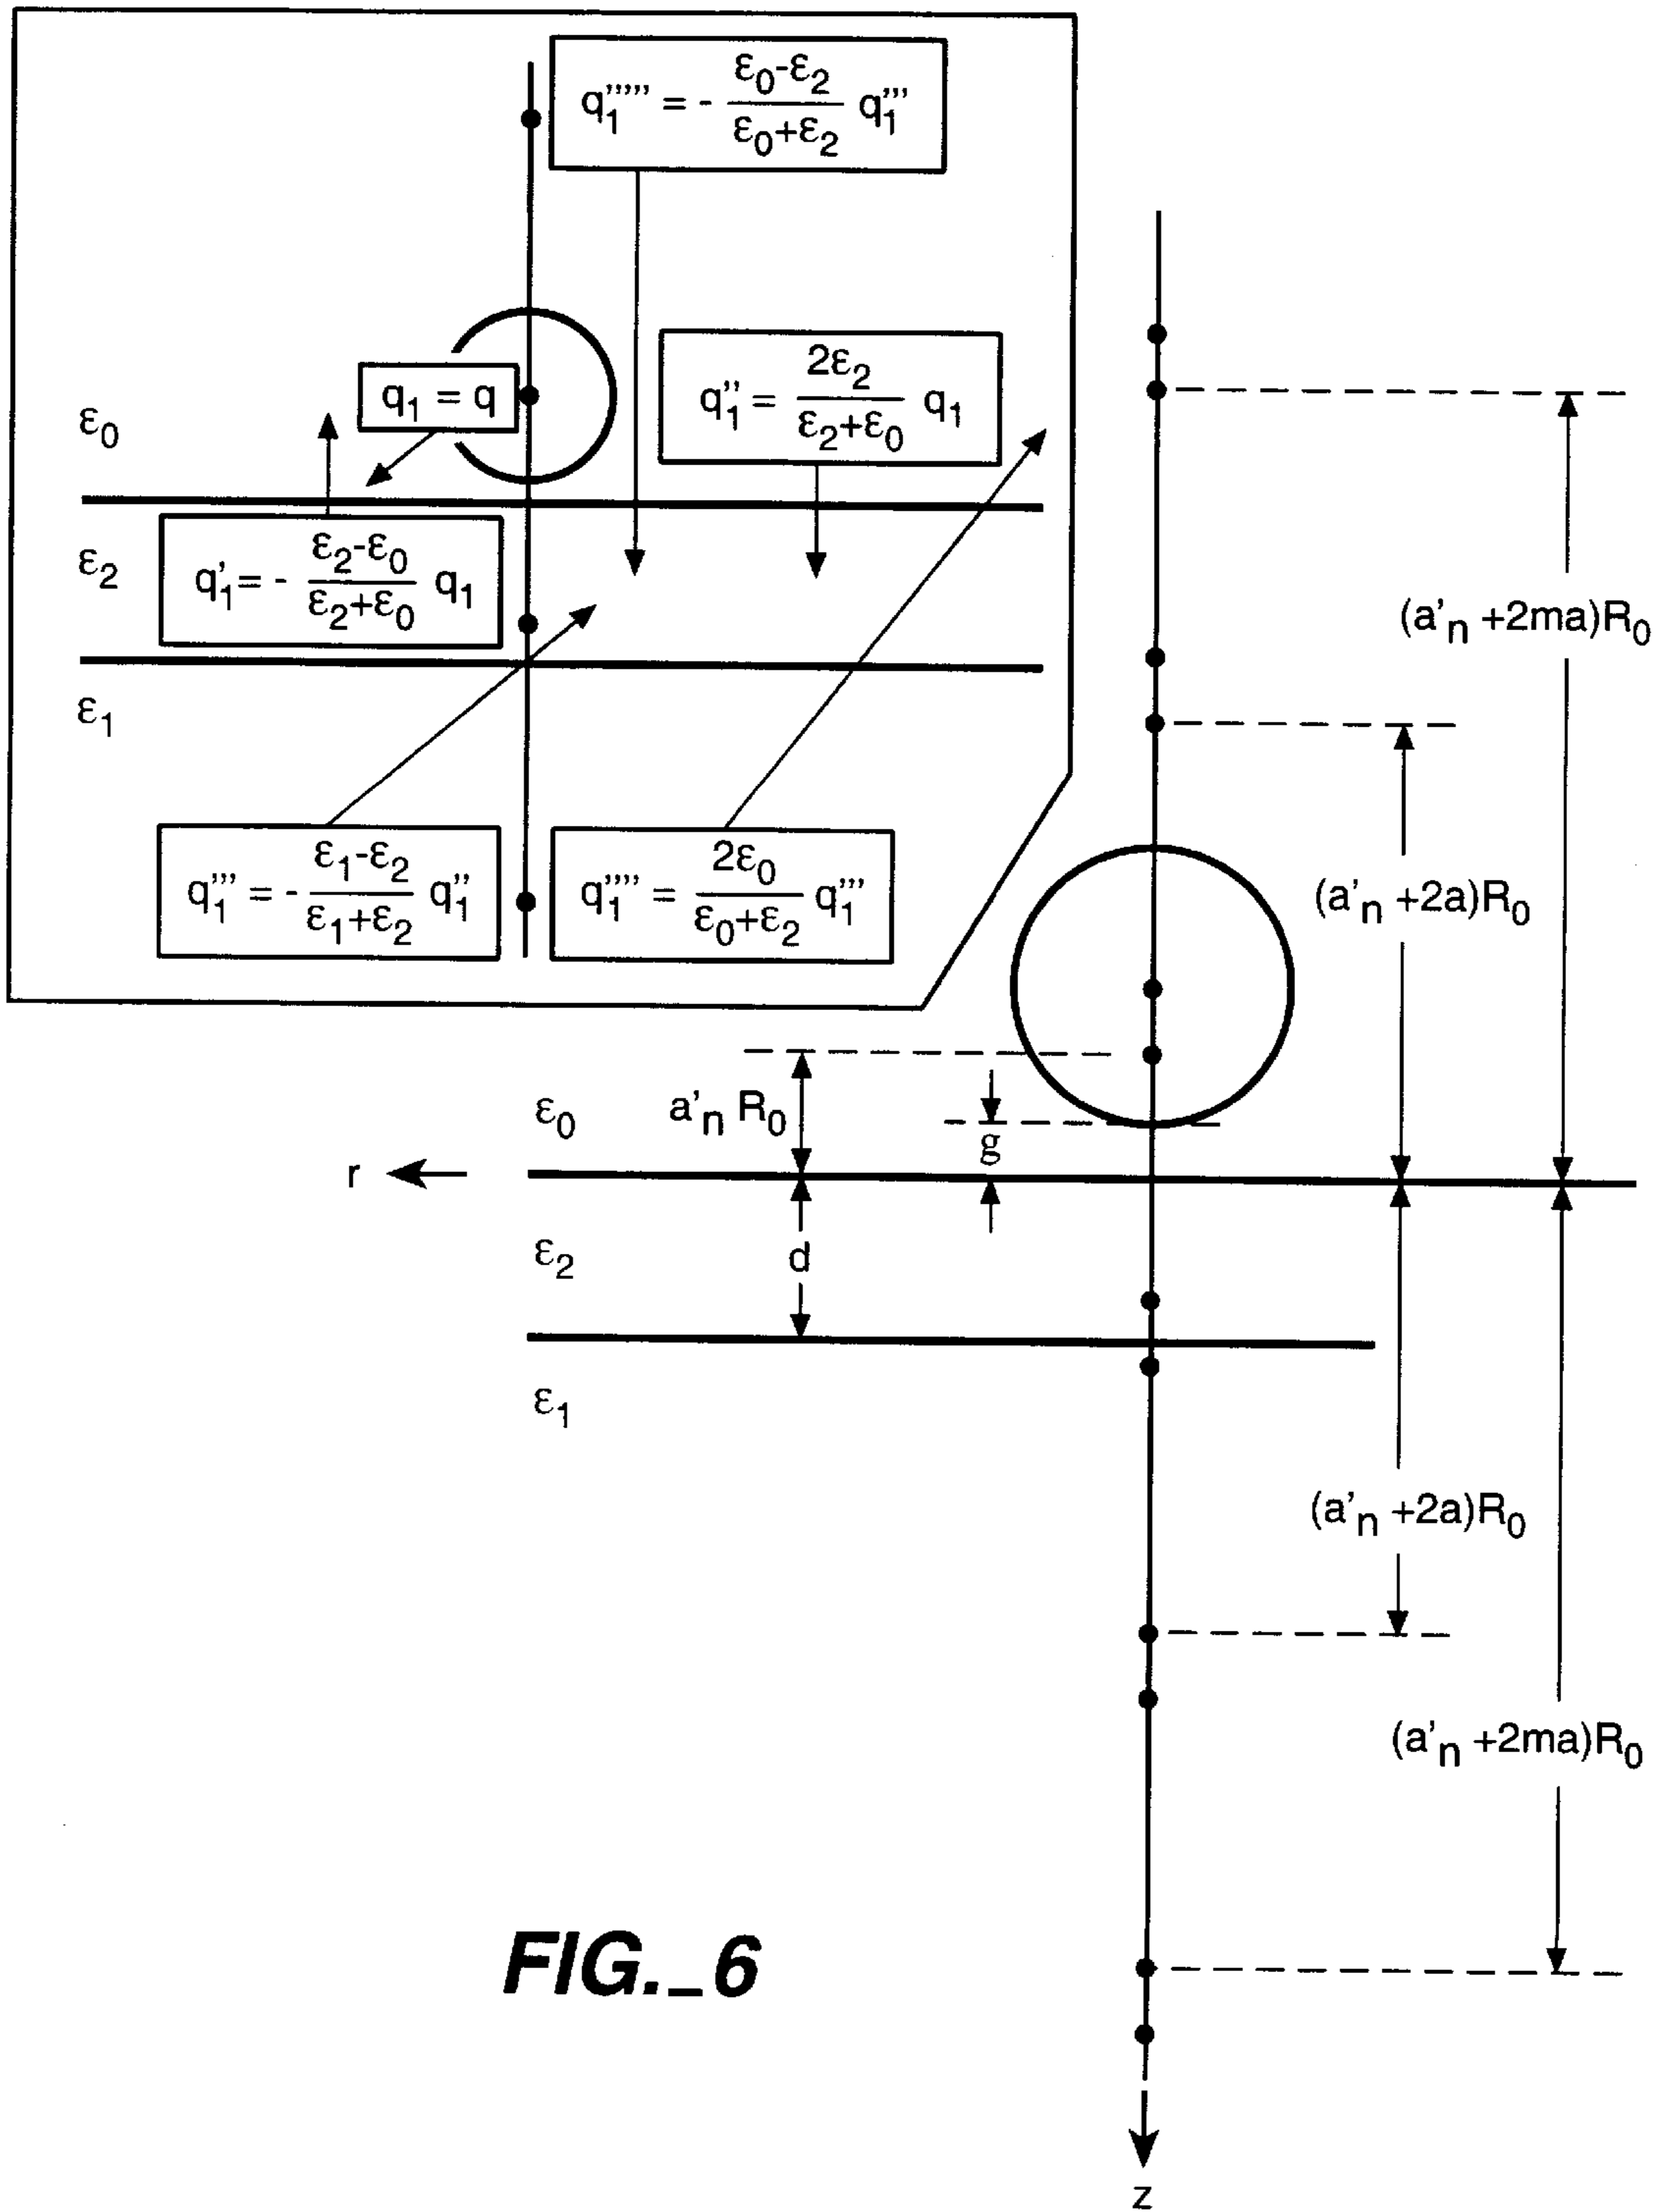 q₁''''' = - (ε₀-ε₂)/(ε₀+ε₂) q₁'''
q₁ = q
q₁'' = 2ε₂/(ε₂+ε₀) q₁
ε₀
q₁' = - (ε₂-ε₀)/(ε₂+ε₀) q₁
ε₂
ε₁
q₁''' = - (ε₁-ε₂)/(ε₁+ε₂) q₁''
q₁'''' = 2ε₀/(ε₀+ε₂) q₁'''
(a'ₙ +2ma)R₀
(a'ₙ +2a)R₀
ε₀
a'ₙ R₀
g
r
ε₂
d
ε₁
(a'ₙ +2a)R₀
(a'ₙ +2ma)R₀
FIG._6
z